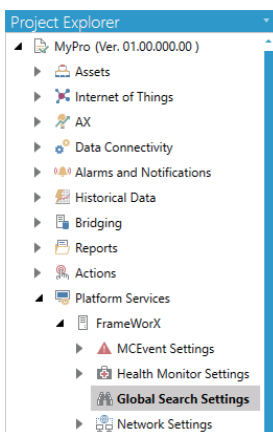 Project Explorer
MyPro (Ver. 01.00.000.00 )
Assets
Internet of Things
AX
Data Connectivity
Alarms and Notifications
Historical Data
Bridging
Reports
Actions
Platform Services
FrameWorX
MCEvent Settings
Health Monitor Settings
Global Search Settings
Network Settings